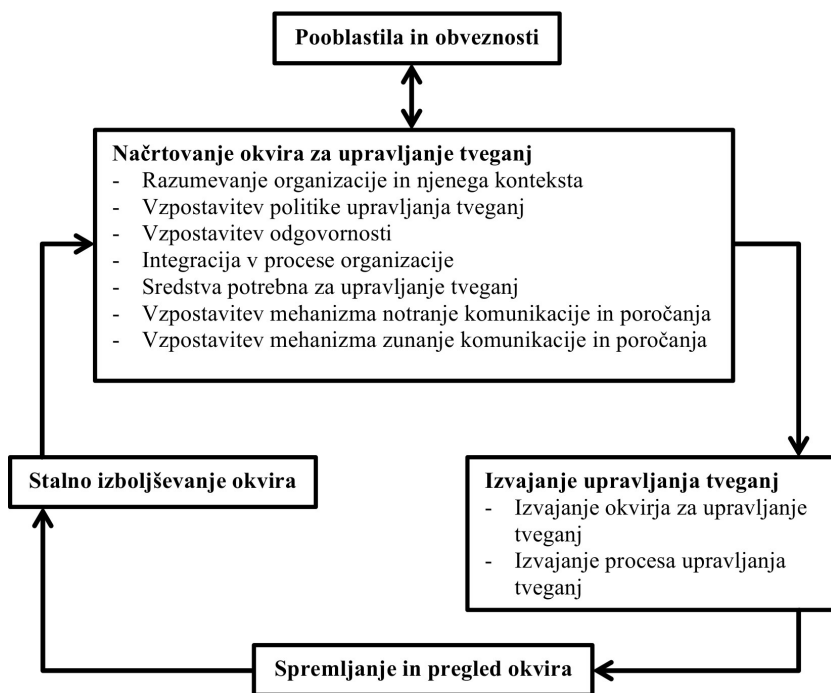 Pooblastila in obveznosti
Načrtovanje okvira za upravljanje tveganj
- Razumevanje organizacije in njenega konteksta
- Vzpostavitev politike upravljanja tveganj
- Vzpostavitev odgovornosti
- Integracija v procese organizacije
- Sredstva potrebna za upravljanje tveganj
- Vzpostavitev mehanizma notranje komunikacije in poročanja
- Vzpostavitev mehanizma zunanje komunikacije in poročanja
Stalno izboljševanje okvira
Izvajanje upravljanja tveganj
- Izvajanje okvirja za upravljanje
tveganj
- Izvajanje procesa upravljanja
tveganj
Spremljanje in pregled okvira